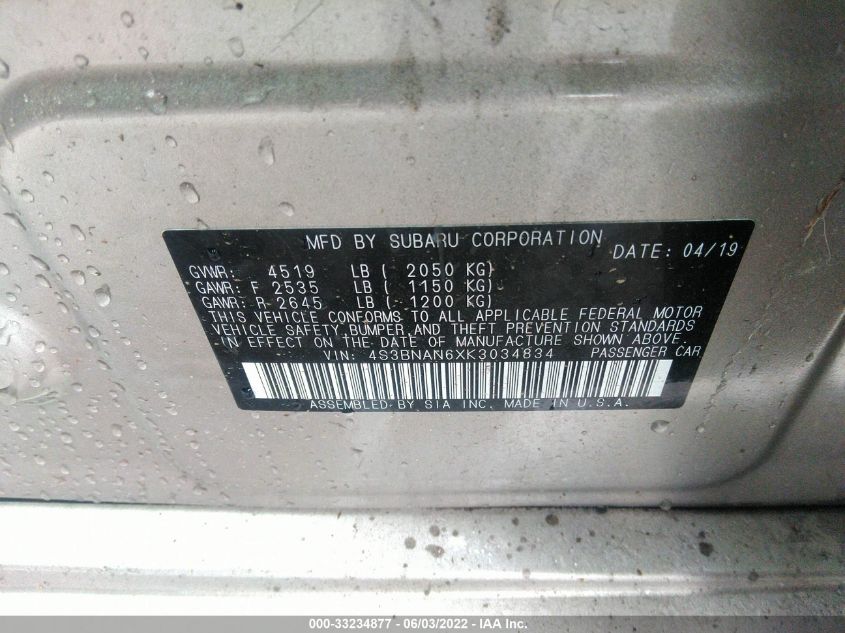 MFD BY SUBARU CORPORATION DATE: 04/19
GVWR: 4519 LB ( 2050 KG)
GAWR: F 2535 LB ( 1150 KG)
GAWR: R 2645 LB ( 1200 KG)
THIS VEHICLE CONFORMS TO ALL APPLICABLE FEDERAL MOTOR
VEHICLE SAFETY, BUMPER, AND THEFT PREVENTION STANDARDS
IN EFFECT ON THE DATE OF MANUFACTURE SHOWN ABOVE.
VIN: 4S3BNAN6XK3034834 PASSENGER CAR
ASSEMBLED BY SIA INC. MADE IN U.S.A.
000-33234877 - 06/03/2022 - IAA Inc.